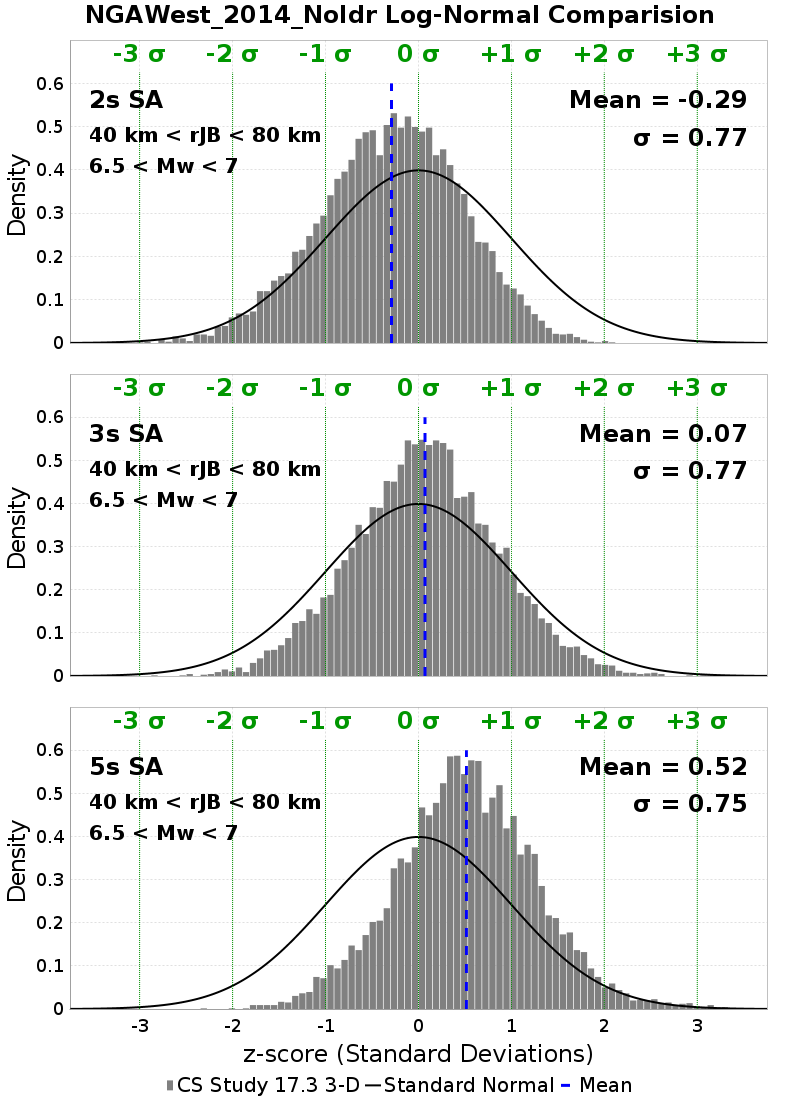 NGAWest_2014_NoIdr Log-Normal Comparision
-3 σ -2 σ -1 σ 0 σ +1 σ +2 σ +3 σ
0.6
2s SA Mean = -0.29
0.5
40 km < rJB < 80 km σ = 0.77
6.5 < Mw < 7
0.4
0.3
0.2
0.1
0
Density
-3 σ -2 σ -1 σ 0 σ +1 σ +2 σ +3 σ
0.6
3s SA Mean = 0.07
0.5
40 km < rJB < 80 km σ = 0.77
6.5 < Mw < 7
0.4
0.3
0.2
0.1
0
Density
-3 σ -2 σ -1 σ 0 σ +1 σ +2 σ +3 σ
0.6
5s SA Mean = 0.52
0.5
40 km < rJB < 80 km σ = 0.75
6.5 < Mw < 7
0.4
0.3
0.2
0.1
0
Density
-3 -2 -1 0 1 2 3
z-score (Standard Deviations)
CS Study 17.3 3-D Standard Normal Mean